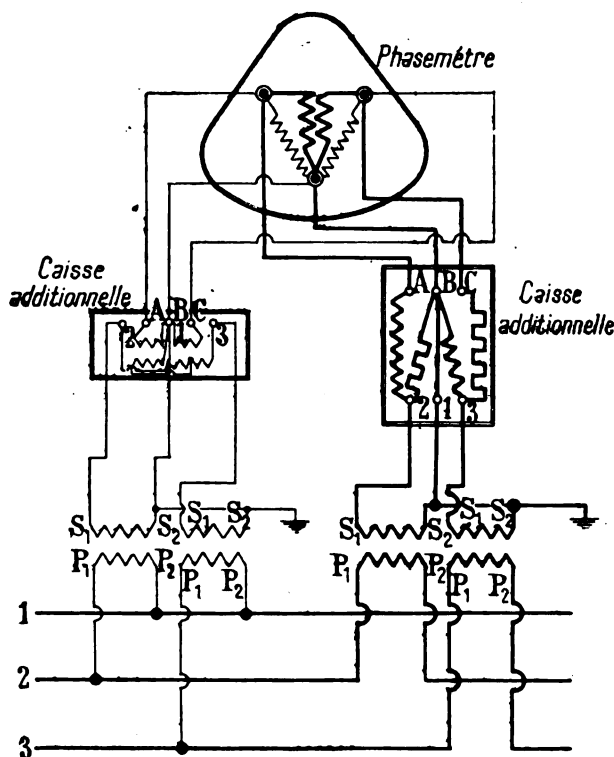 Phasemétre
Caisse
additionnelle
A B C
2 3
A B C
2 1 3
Caisse
additionnelle
S₁ S₂ S₁ S₂
P₁ P₂ P₁ P₂
S₁ S₂ S₁ S₂
P₁ P₂ P₁ P₂
1
2
3